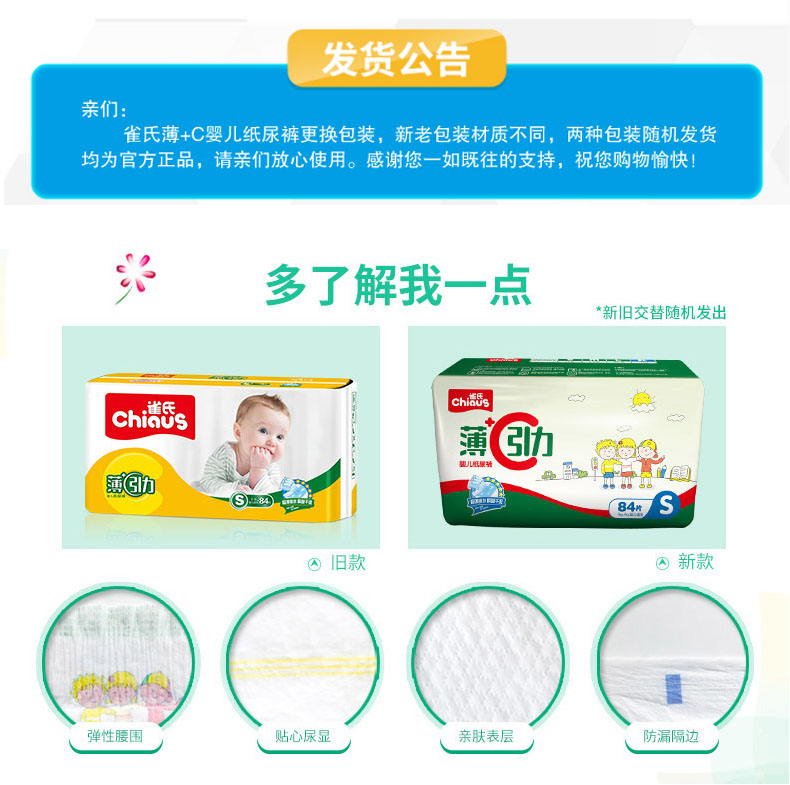 发货公告
亲们：
雀氏薄+C婴儿纸尿裤更换包装，新老包装材质不同，两种包装随机发货
均为官方正品，请亲们放心使用。感谢您一如既往的支持，祝您购物愉快！
多了解我一点
*新旧交替随机发出
雀氏
Chiaus
薄+C引力
S
84片
雀氏
Chiaus
薄+C引力
婴儿纸尿裤
84片
S
旧款
新款
弹性腰围
贴心尿显
亲肤表层
防漏隔边